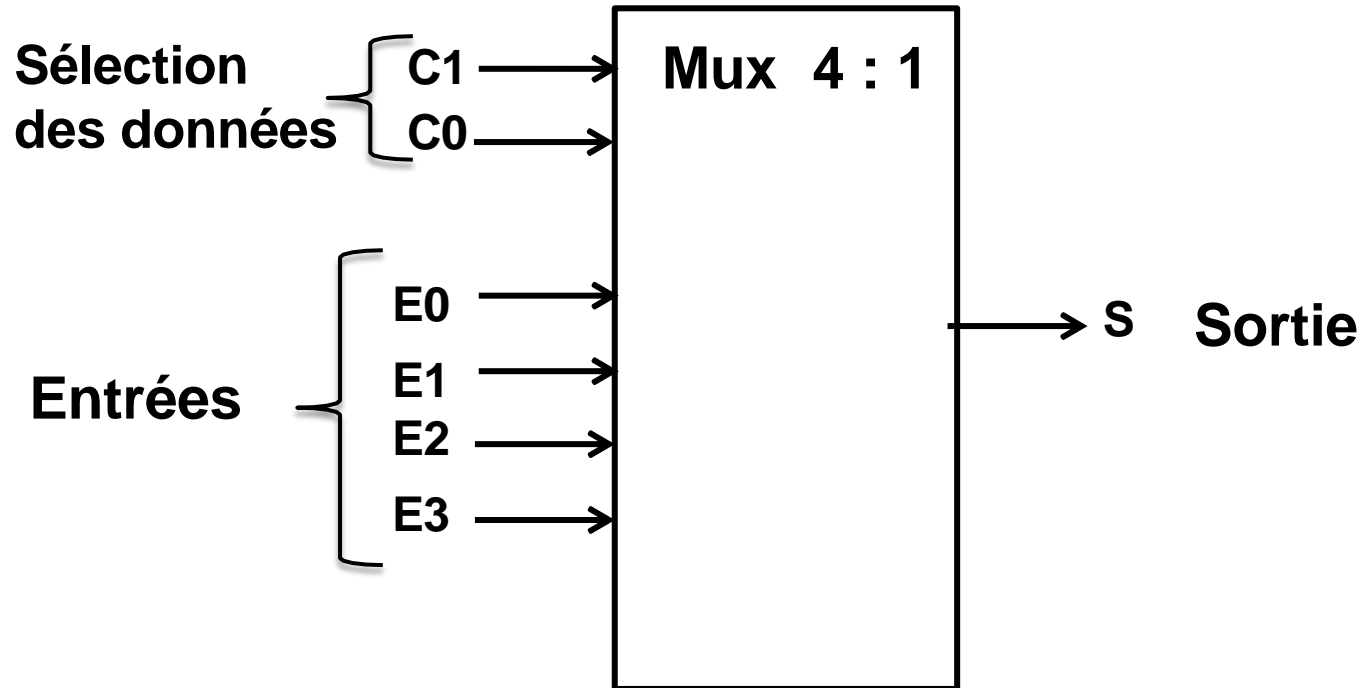 Sélection
des données
C1
C0
Mux 4 : 1
Entrées
E0
E1
E2
E3
S Sortie